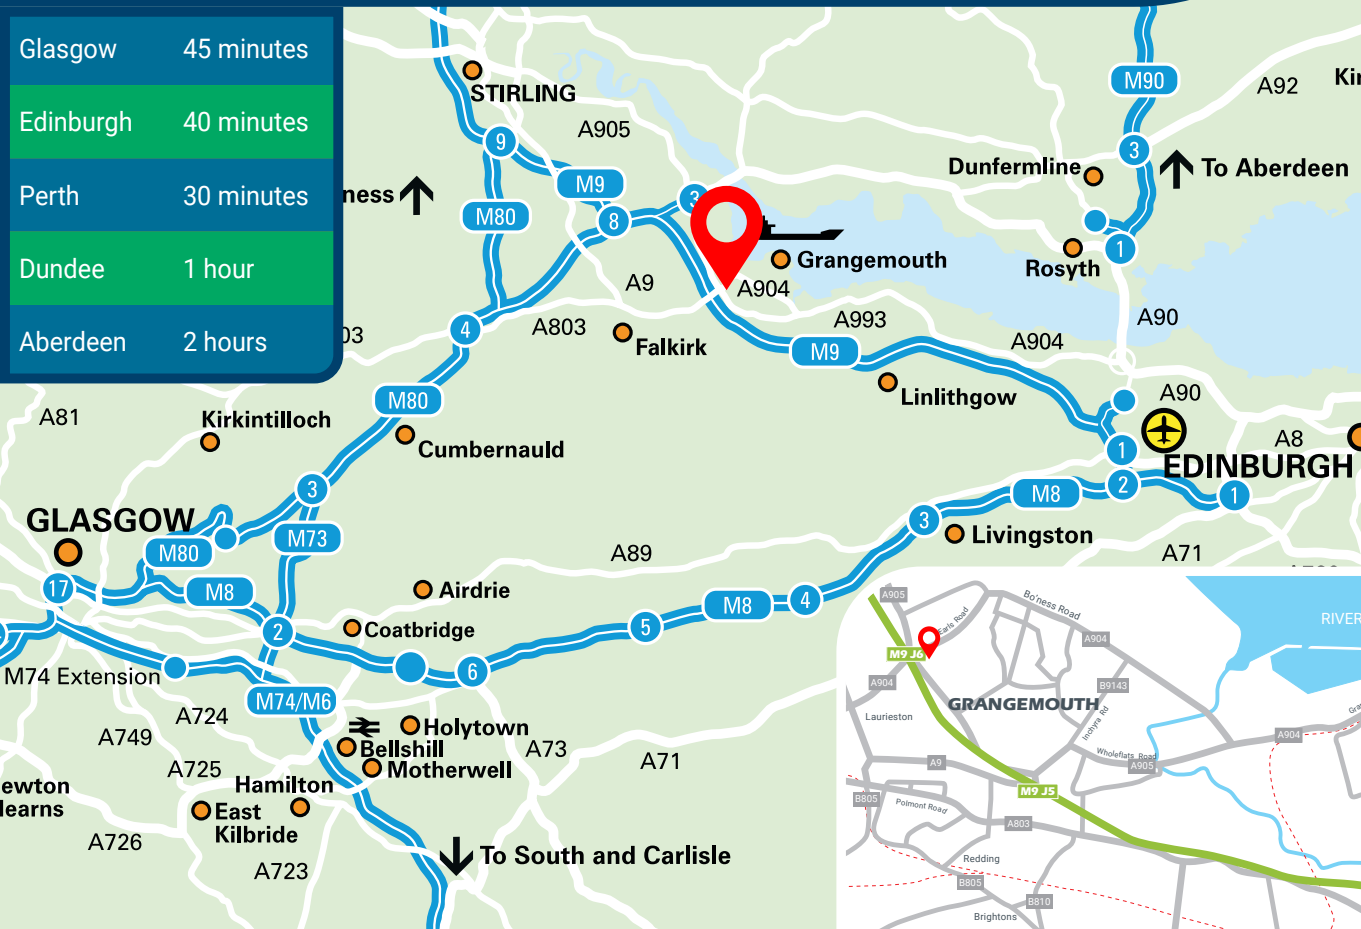 Glasgow 45 minutes
Edinburgh 40 minutes
Perth 30 minutes
Dundee 1 hour
Aberdeen 2 hours
STIRLING
A905
9
M9
M80
8
3
ness
M90
A92
Kir
3
Dunfermline
To Aberdeen
1
Rosyth
Grangemouth
A9
A904
A90
03
4
A803
Falkirk
A993
M9
A904
Linlithgow
A90
M80
A81
Kirkintilloch
Cumbernauld
1
A8
EDINBURGH
3
2
M8
1
GLASGOW
M80
M73
3
Livingston
A89
A71
17
M8
Airdrie
M8
4
2
Coatbridge
5
6
M74 Extension
M74/M6
A724
A749
Holytown
Bellshill
Motherwell
A73
A71
A725
Hamilton
ewton
earns
East
Kilbride
A726
A723
To South and Carlisle
A905
Bo'ness Road
Earls Road
RIVER
A904
M9 J6
A904
B9143
GRANGEMOUTH
Laurieston
Inchyra Rd
Gra
A904
Wholeflats Road
A905
A9
M9 J5
B805
Polmont Road
A803
Redding
B805
B810
Brightons